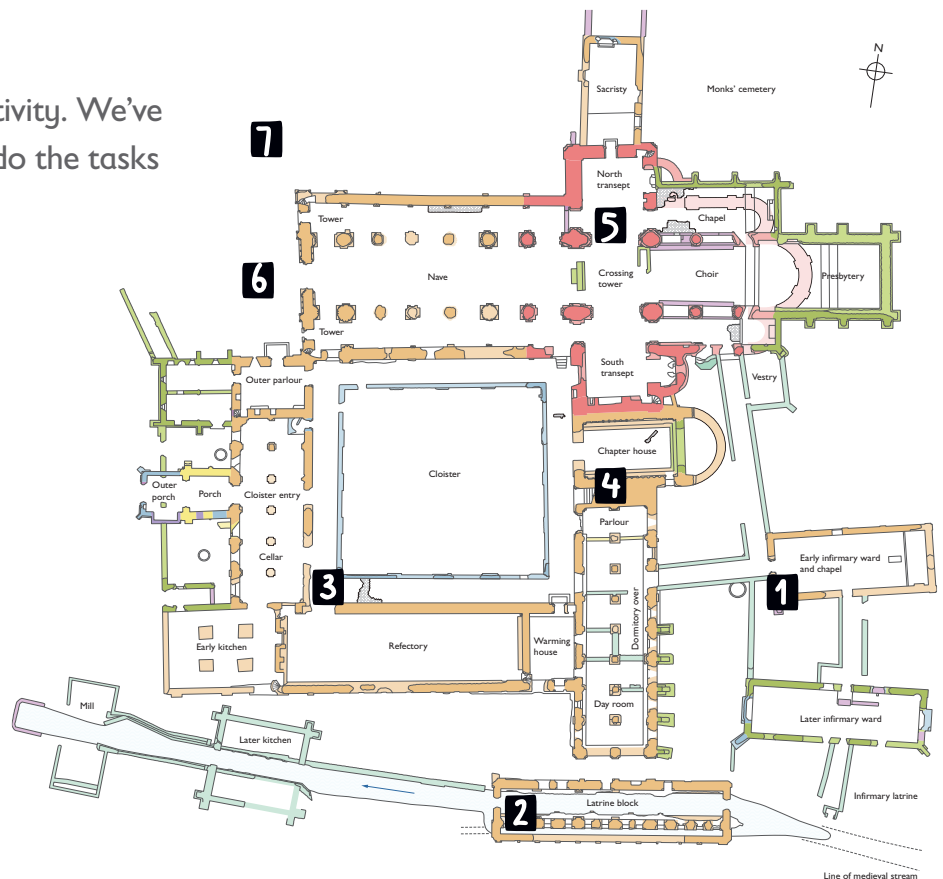 tivity. We've
do the tasks
N
Sacristy
Monks' cemetery
7
North
transept
Tower
5
Chapel
6
Nave
Crossing
tower
Choir
Presbytery
Tower
South
transept
Outer parlour
Vestry
Chapter house
Cloister
4
Outer
porch
Porch
Cloister entry
Parlour
Cellar
Early infirmary ward
and chapel
3
1
Dormitory over
Early kitchen
Refectory
Warming
house
Mill
Day room
Later infirmary ward
Later kitchen
Infirmary latrine
2
Latrine block
Line of medieval stream